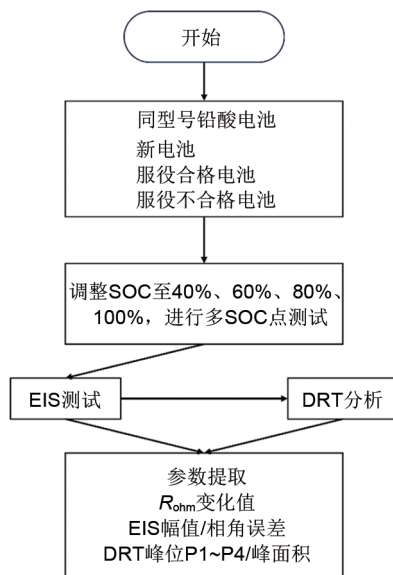 开始
同型号铅酸电池
新电池
服役合格电池
服役不合格电池
调整SOC至40%、60%、80%、
100%，进行多SOC点测试
EIS测试
DRT分析
参数提取
Rohm变化值
EIS幅值/相角误差
DRT峰位P1~P4/峰面积